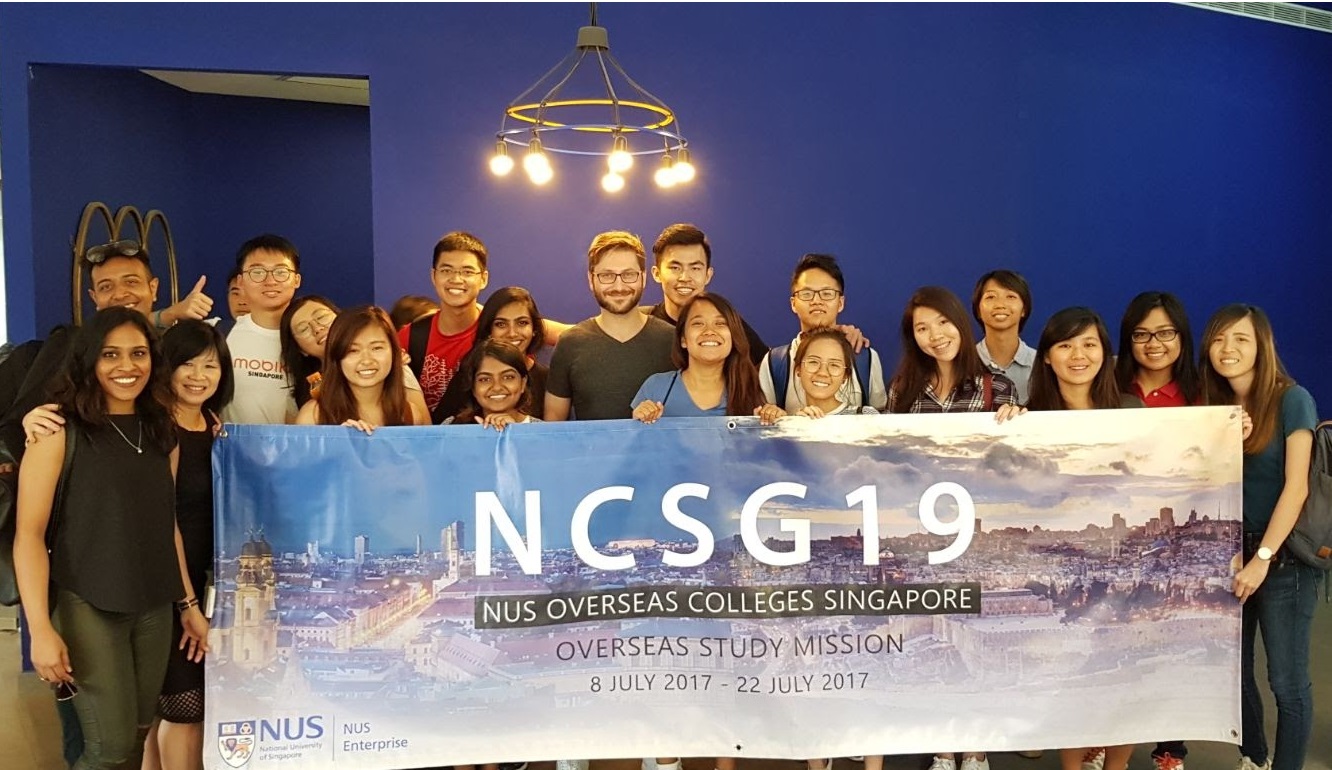 mobik
SINGAPORE
NCSG19
NUS OVERSEAS COLLEGES SINGAPORE
OVERSEAS STUDY MISSION
8 JULY 2017 - 22 JULY 2017
NUS
National University
of Singapore
NUS
Enterprise